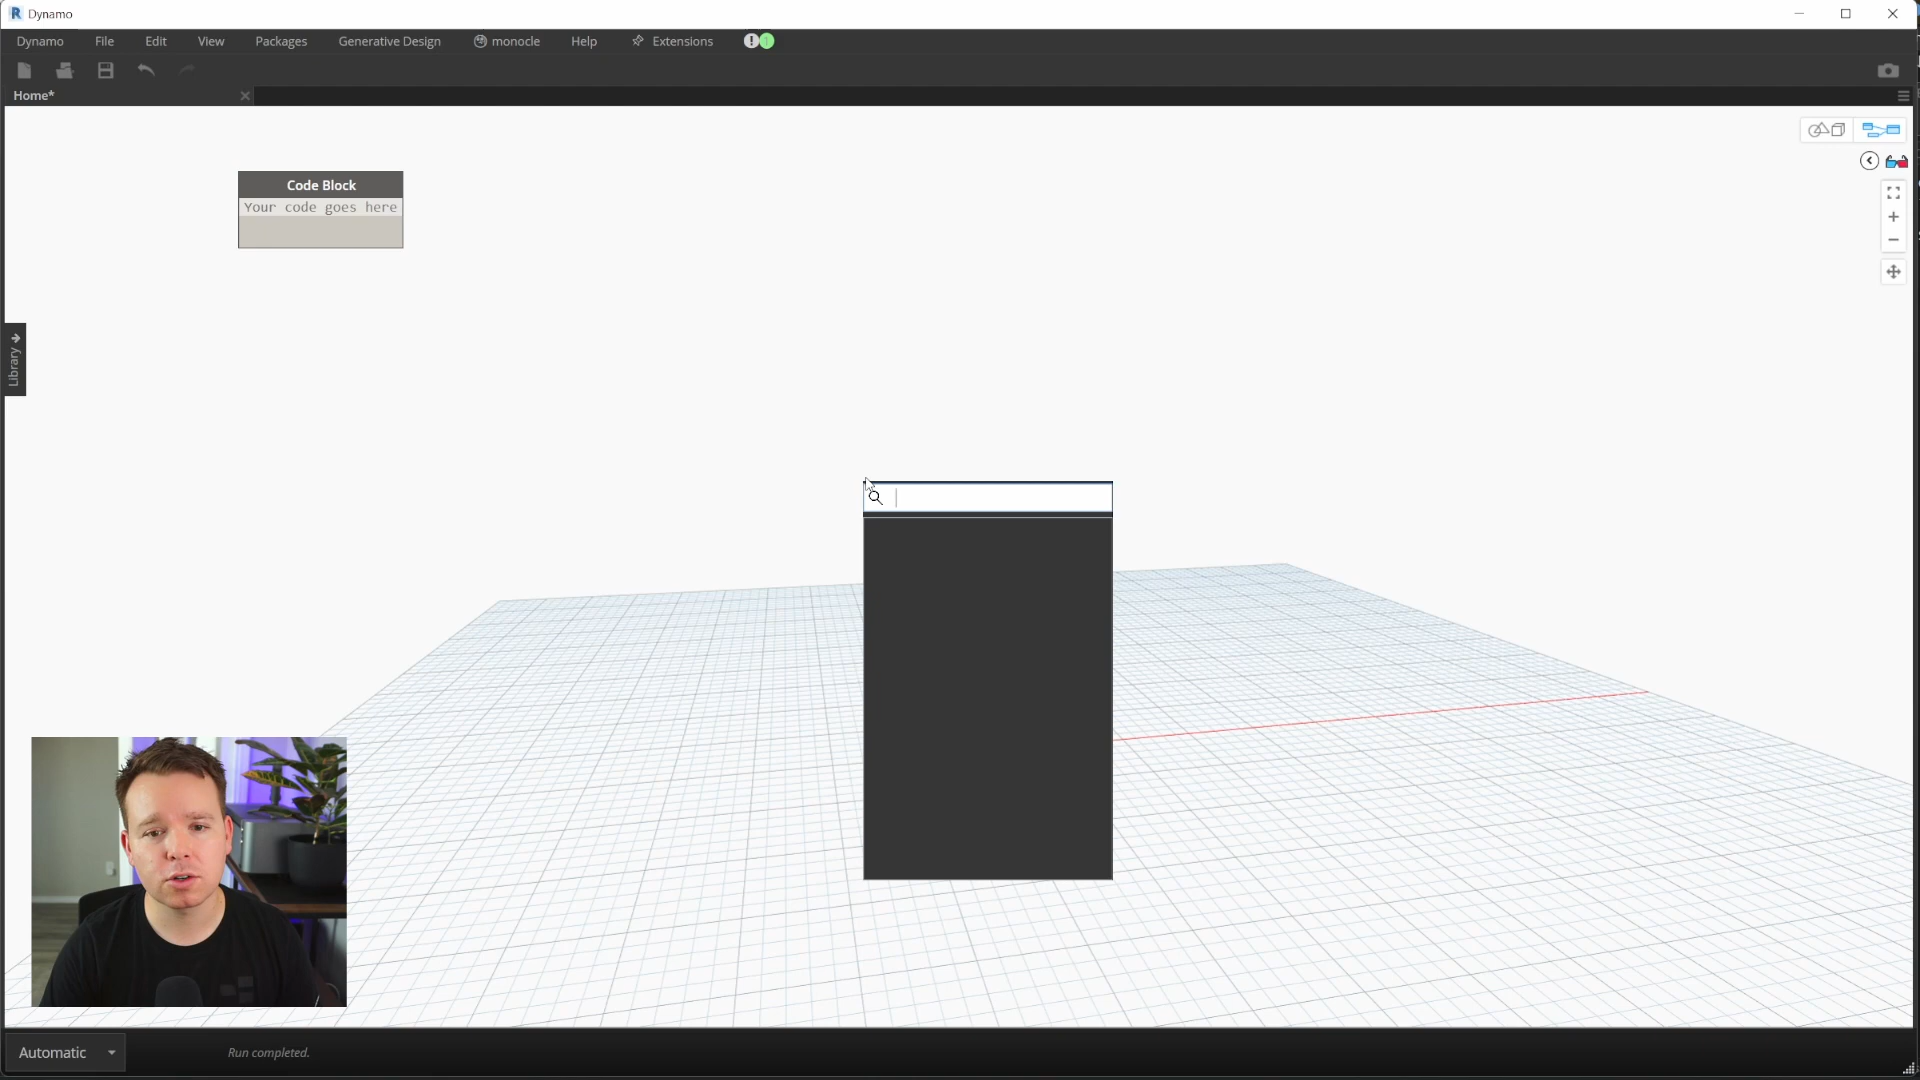 Dynamo
Dynamo File Edit View Packages Generative Design monocle Help Extensions
Home*
Code Block
Your code goes here
Library
Automatic
Run completed.